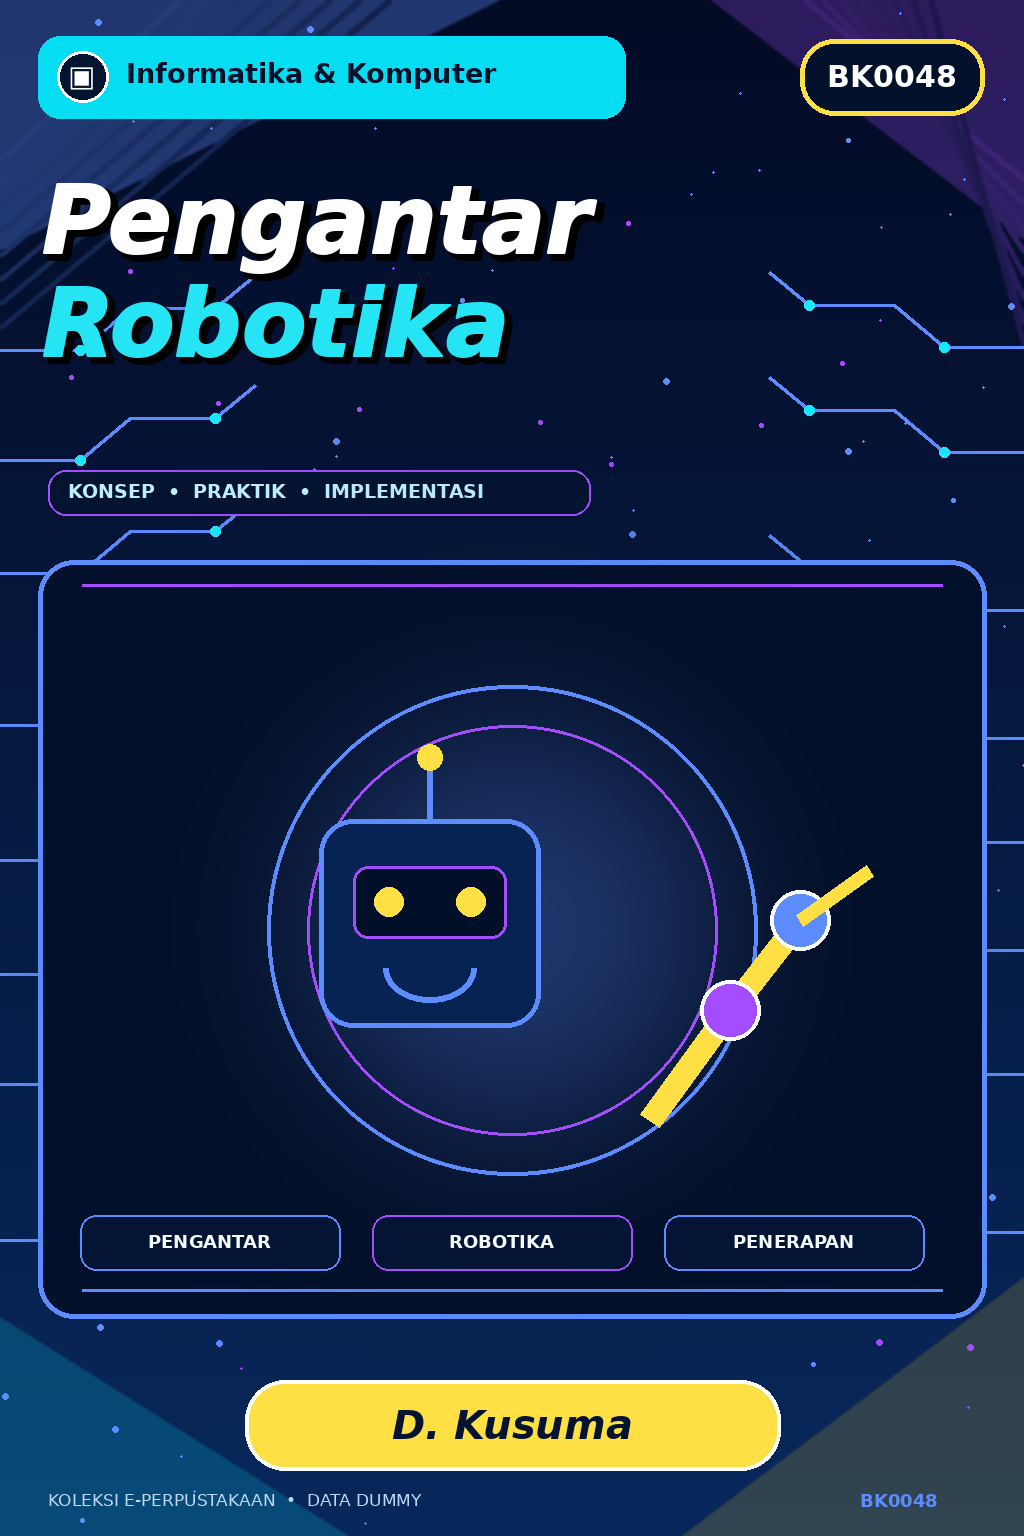 ▣ Informatika & Komputer
BK0048
Pengantar
Robotika
KONSEP • PRAKTIK • IMPLEMENTASI
PENGANTAR
ROBOTIKA
PENERAPAN
D. Kusuma
KOLEKSI E-PERPUSTAKAAN • DATA DUMMY
BK0048